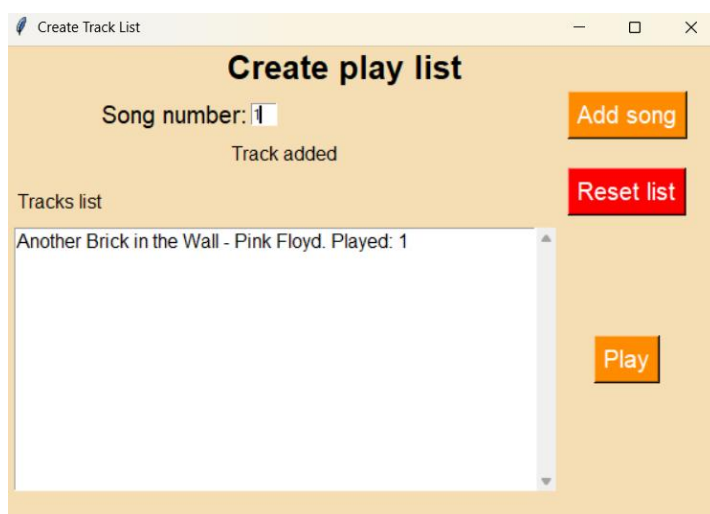 Create Track List
Create play list
Song number: 1
Add song
Track added
Reset list
Tracks list
Another Brick in the Wall - Pink Floyd. Played: 1
Play